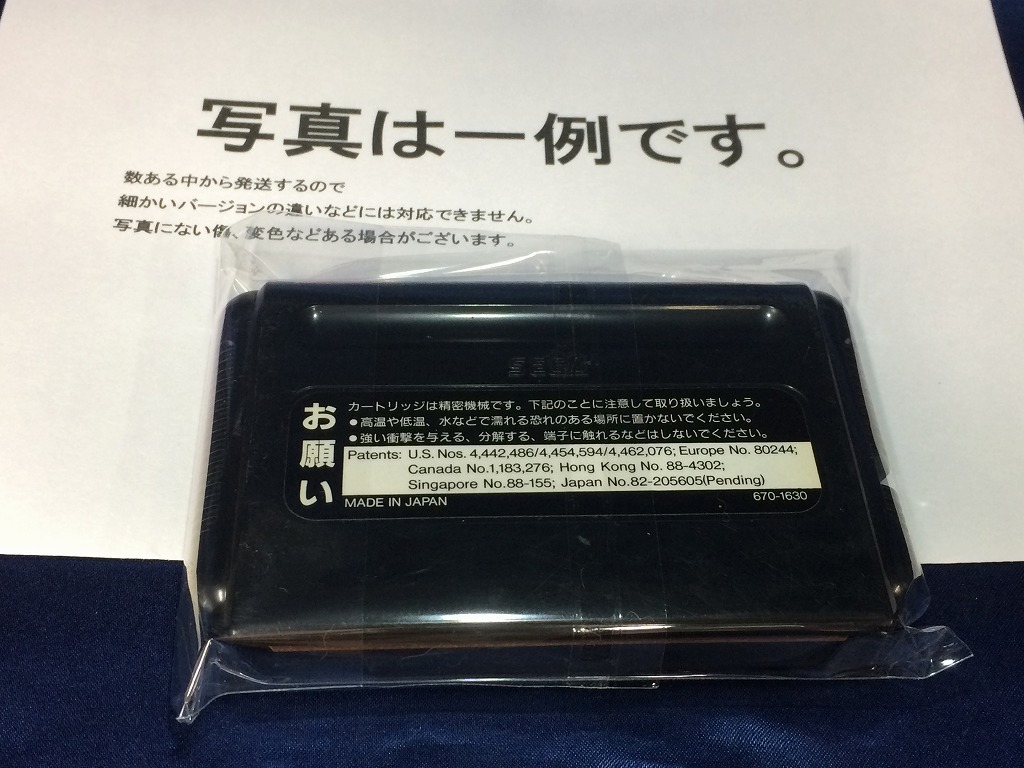 写真は一例です。
数ある中から発送するので
細かいバージョンの違いなどには対応できません。
写真にない傷、変色などある場合がございます。
SEGA
お願い
カートリッジは精密機械です。下記のことに注意して取り扱いましょう。
●高温や低温、水などで濡れる恐れのある場所に置かないでください。
●強い衝撃を与える、分解する、端子に触れるなどはしないでください。
Patents: U.S. Nos. 4,442,486/4,454,594/4,462,076; Europe No. 80244;
Canada No.1,183,276; Hong Kong No. 88-4302;
Singapore No.88-155; Japan No.82-205605(Pending)
MADE IN JAPAN
670-1630